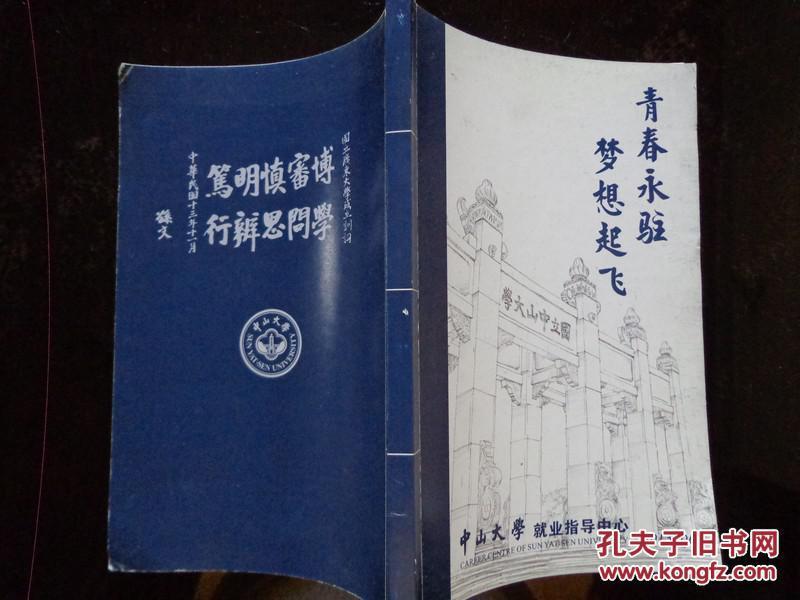 青春永驻
梦想起飞
國立中山大學
中山大學 就业指导中心
CAREER CENTRE OF SUN YAT-SEN UNIVERSITY
國立廣東大學成立訓詞
博學
審問
慎思
明辨
篤行
中華民國十三年十一月
孫文
中山大學
SUN YAT-SEN UNIVERSITY
孔夫子旧书网
www.kongfz.com